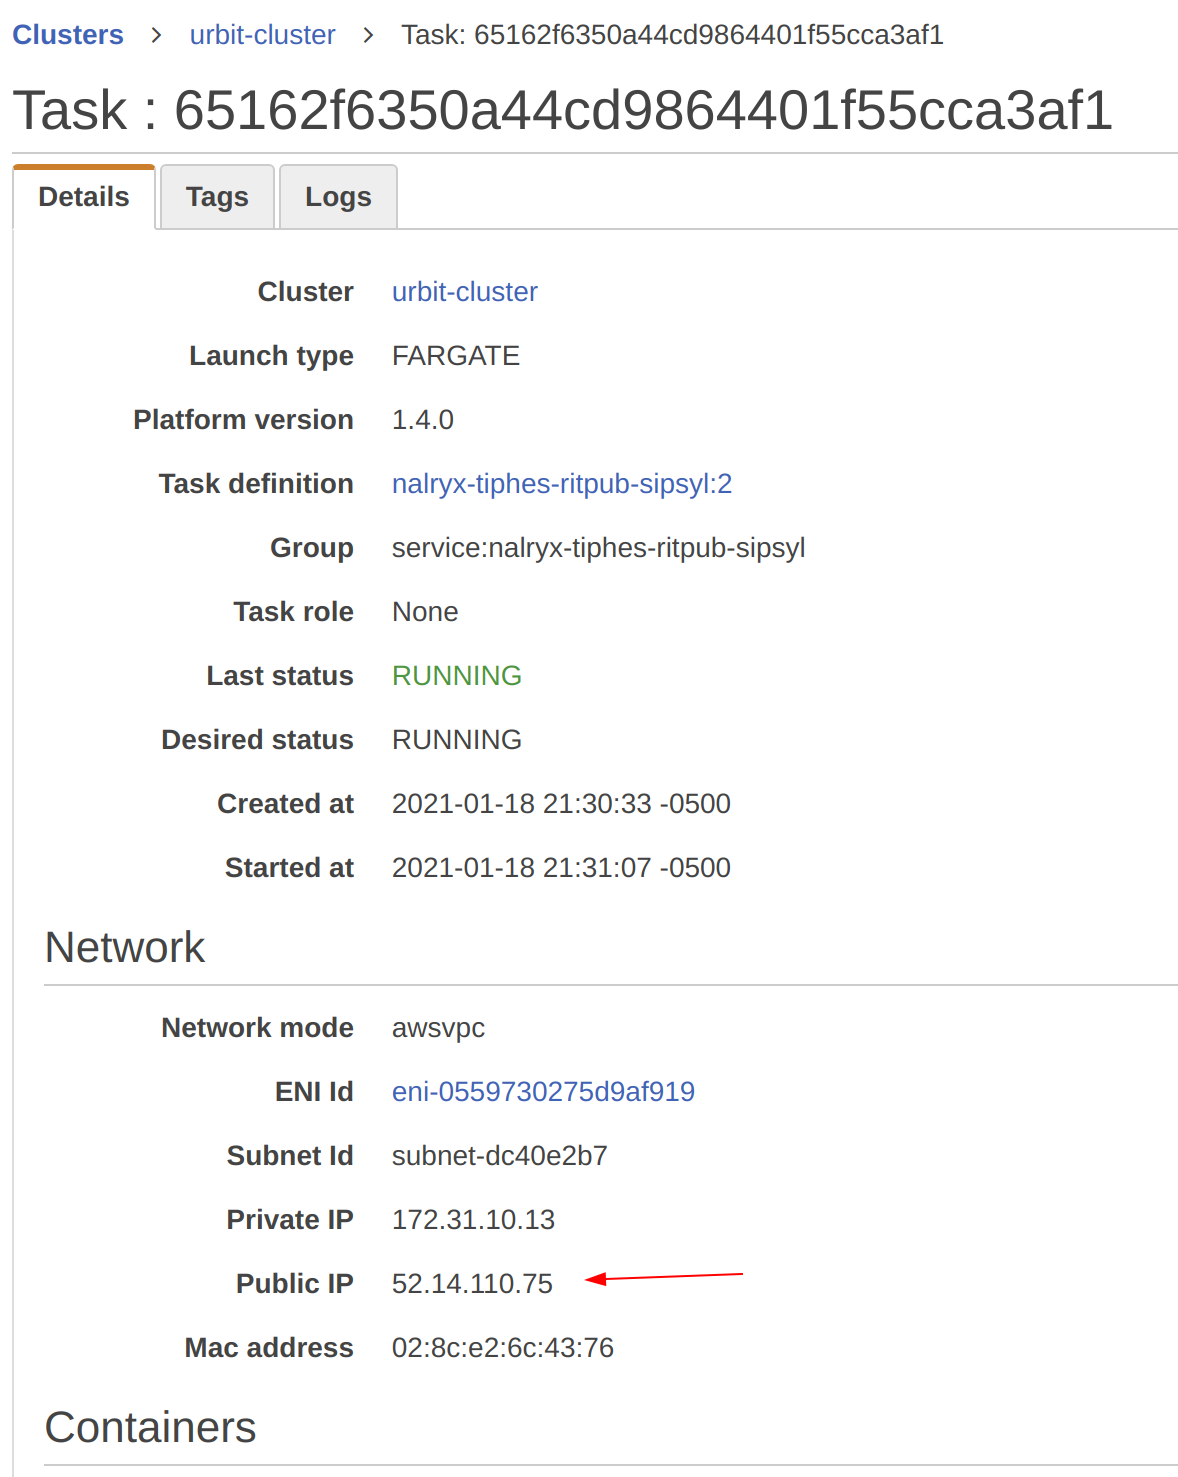 Clusters > urbit-cluster > Task: 65162f6350a44cd9864401f55cca3af1
Task : 65162f6350a44cd9864401f55cca3af1
Details Tags Logs
Cluster urbit-cluster
Launch type FARGATE
Platform version 1.4.0
Task definition nalryx-tiphes-ritpub-sipsyl:2
Group service:nalryx-tiphes-ritpub-sipsyl
Task role None
Last status RUNNING
Desired status RUNNING
Created at 2021-01-18 21:30:33 -0500
Started at 2021-01-18 21:31:07 -0500
Network
Network mode awsvpc
ENI Id eni-0559730275d9af919
Subnet Id subnet-dc40e2b7
Private IP 172.31.10.13
Public IP 52.14.110.75
Mac address 02:8c:e2:6c:43:76
Containers